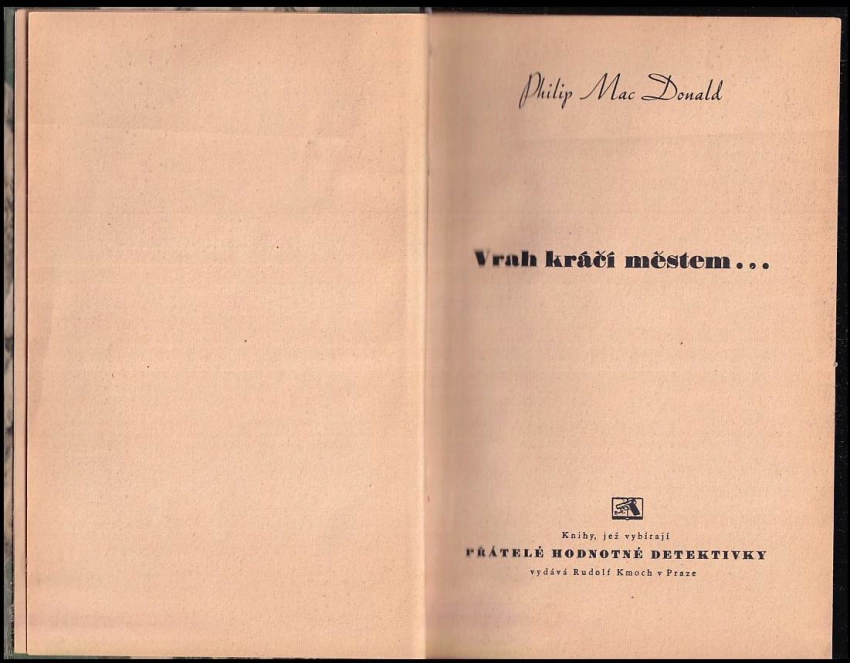 Philip Mac Donald
Vrah kráčí městem...
Knihy, jež vybírají
PŘÁTELÉ HODNOTNÉ DETEKTIVKY
vydává Rudolf Kmoch v Praze